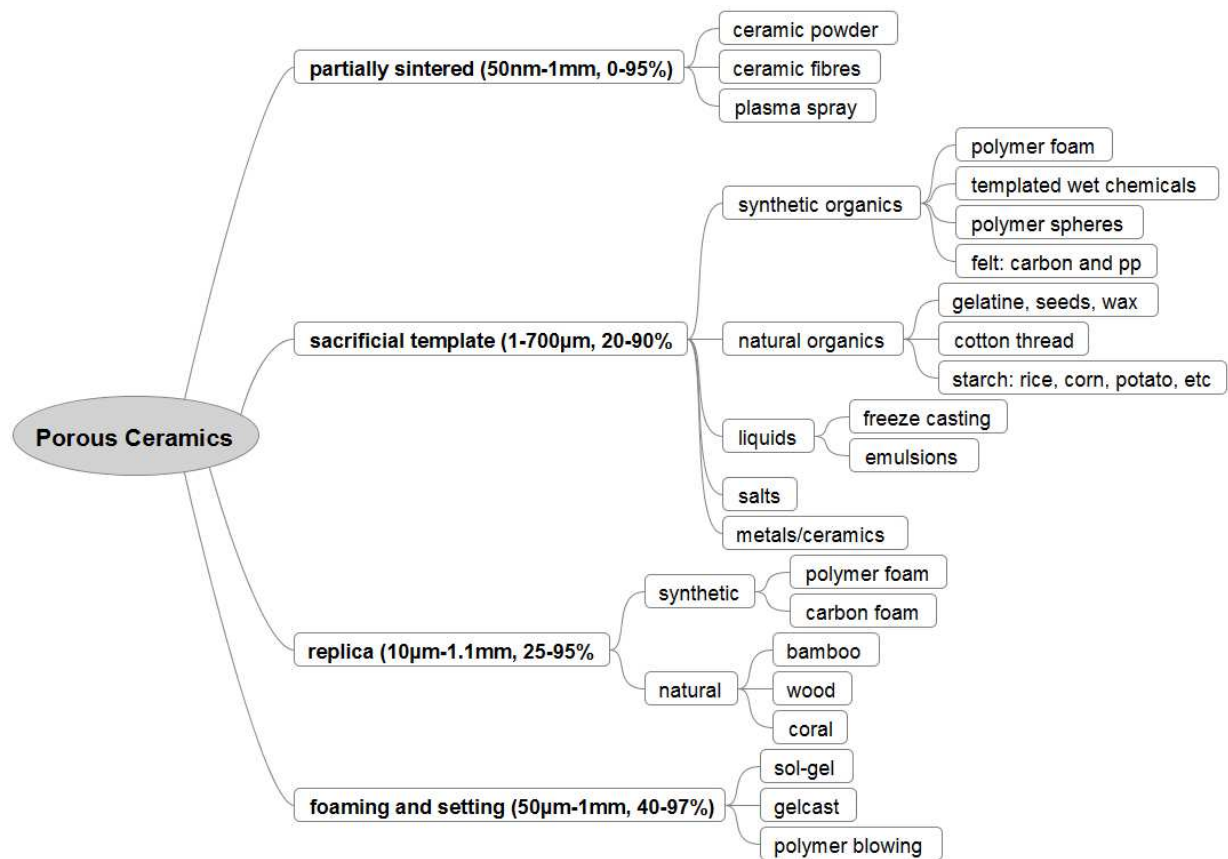 Porous Ceramics
partially sintered (50nm-1mm, 0-95%)
ceramic powder
ceramic fibres
plasma spray
sacrificial template (1-700µm, 20-90%
synthetic organics
polymer foam
templated wet chemicals
polymer spheres
felt: carbon and pp
natural organics
gelatine, seeds, wax
cotton thread
starch: rice, corn, potato, etc
liquids
freeze casting
emulsions
salts
metals/ceramics
replica (10µm-1.1mm, 25-95%
synthetic
polymer foam
carbon foam
natural
bamboo
wood
coral
foaming and setting (50µm-1mm, 40-97%)
sol-gel
gelcast
polymer blowing